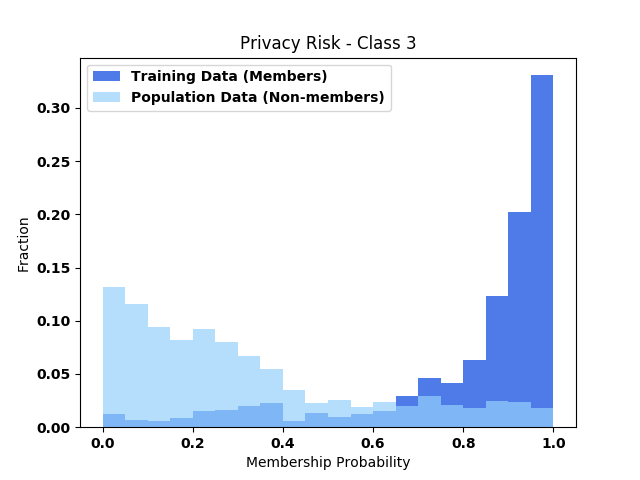 Privacy Risk - Class 3
Training Data (Members)
Population Data (Non-members)
0.30
0.25
0.20
0.15
0.10
0.05
0.00
Fraction
0.0 0.2 0.4 0.6 0.8 1.0
Membership Probability